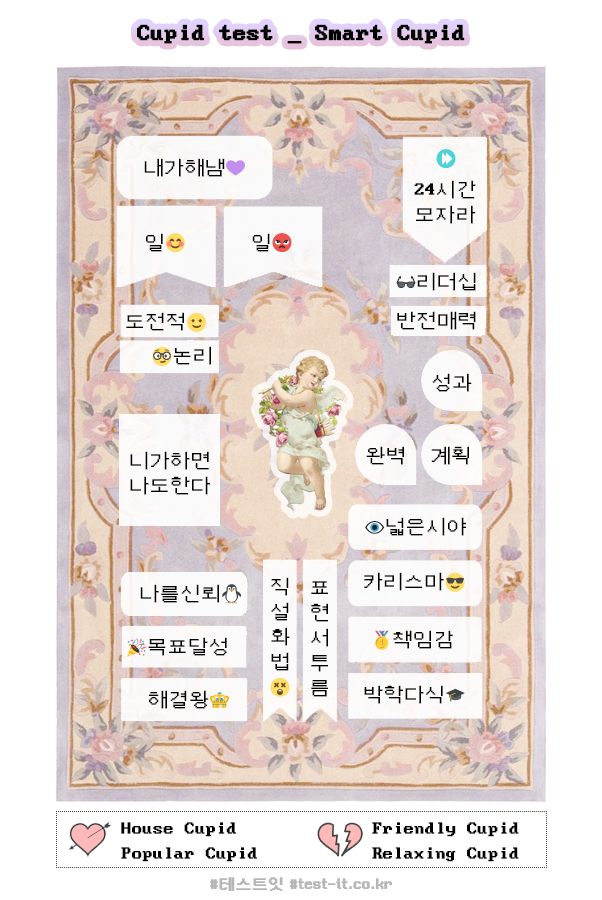 Cupid test _ Smart Cupid
내가해냄
24시간
모자라
일
일
리더십
도전적
반전매력
논리
성과
니가하면
나도한다
완벽
계획
넓은시야
나를신뢰
직설화법
표현서투름
카리스마
목표달성
책임감
해결왕
박학다식
House Cupid
Popular Cupid
Friendly Cupid
Relaxing Cupid
#테스트잇 #test-it.co.kr